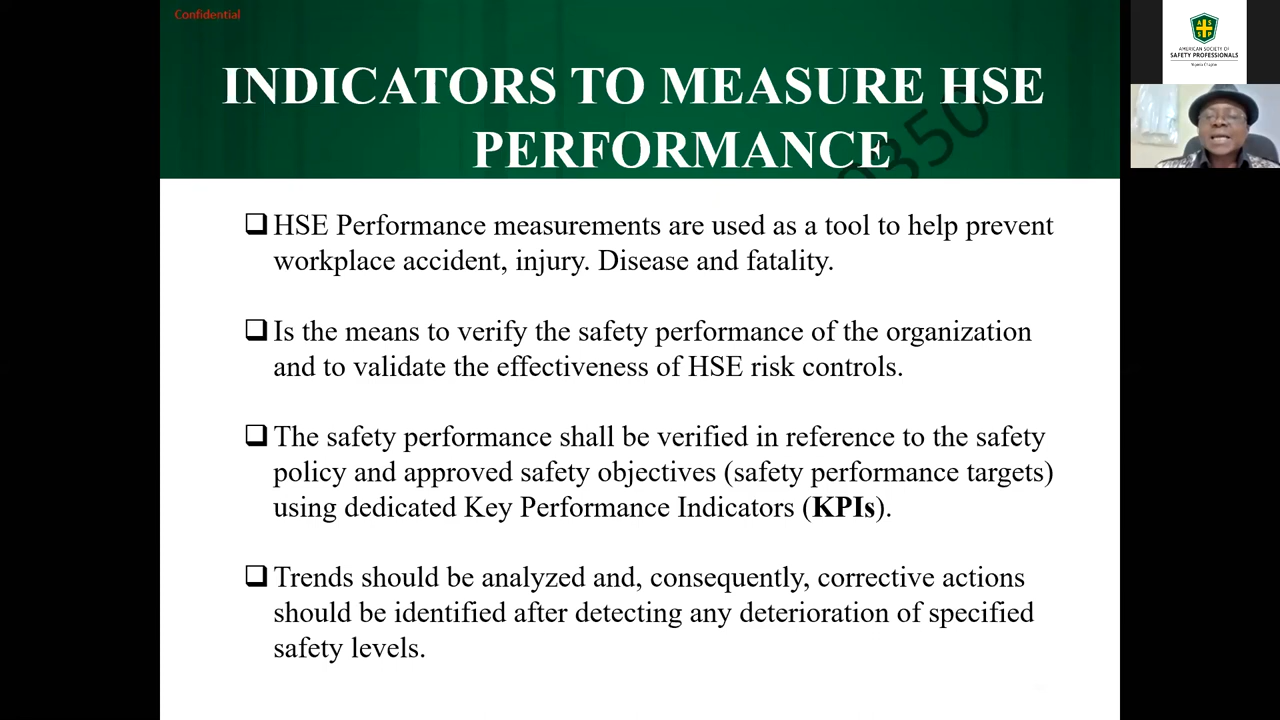 Confidential
INDICATORS TO MEASURE HSE
PERFORMANCE
❑ HSE Performance measurements are used as a tool to help prevent
workplace accident, injury. Disease and fatality.
❑ Is the means to verify the safety performance of the organization
and to validate the effectiveness of HSE risk controls.
❑ The safety performance shall be verified in reference to the safety
policy and approved safety objectives (safety performance targets)
using dedicated Key Performance Indicators (KPIs).
❑ Trends should be analyzed and, consequently, corrective actions
should be identified after detecting any deterioration of specified
safety levels.
AMERICAN SOCIETY OF
SAFETY PROFESSIONALS